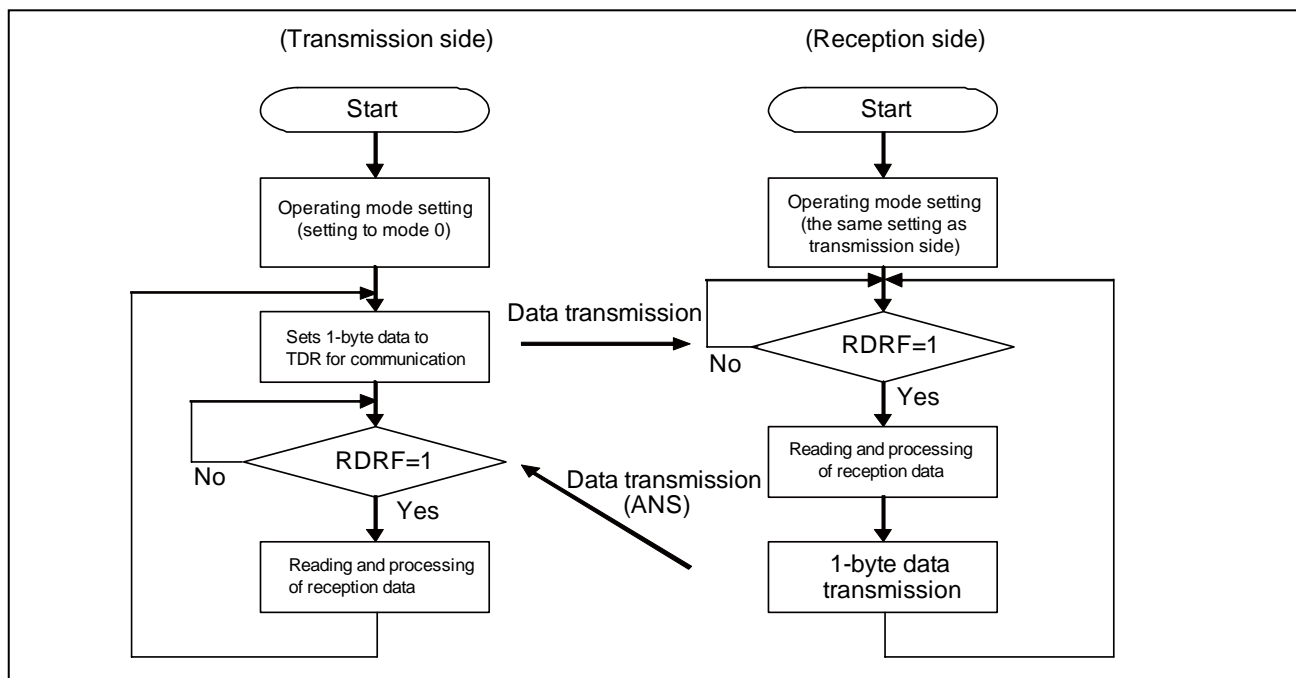 (Transmission side)
Start
Operating mode setting
(setting to mode 0)
Sets 1-byte data to
TDR for communication
RDRF=1
No
Yes
Reading and processing
of reception data
Data transmission
Data transmission
(ANS)
(Reception side)
Start
Operating mode setting
(the same setting as
transmission side)
RDRF=1
No
Yes
Reading and processing
of reception data
1-byte data
transmission